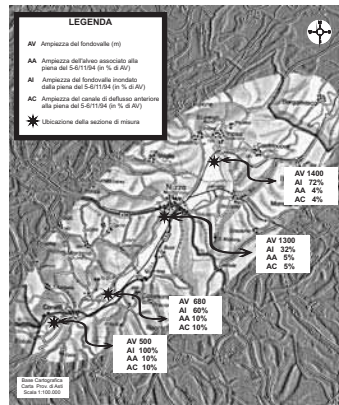 LEGENDA
AV Ampiezza del fondovalle (m)
AA Ampiezza dell'alveo associato alla
piena del 5-6/11/94 (in % di AV)
AI Ampiezza del fondovalle inondato
dalla piena del 5-6/11/94 (in % di AV)
AC Ampiezza del canale di deflusso anteriore
alla piena del 5-6/11/94 (in % di AV)
Ubicazione della sezione di misura
AV 1400
AI 72%
AA 4%
AC 4%
AV 1300
AI 32%
AA 5%
AC 5%
AV 680
AI 60%
AA 10%
AC 10%
AV 500
AI 100%
AA 10%
AC 10%
Base Cartografica
Carta Prov. di Asti
Scala 1:100.000